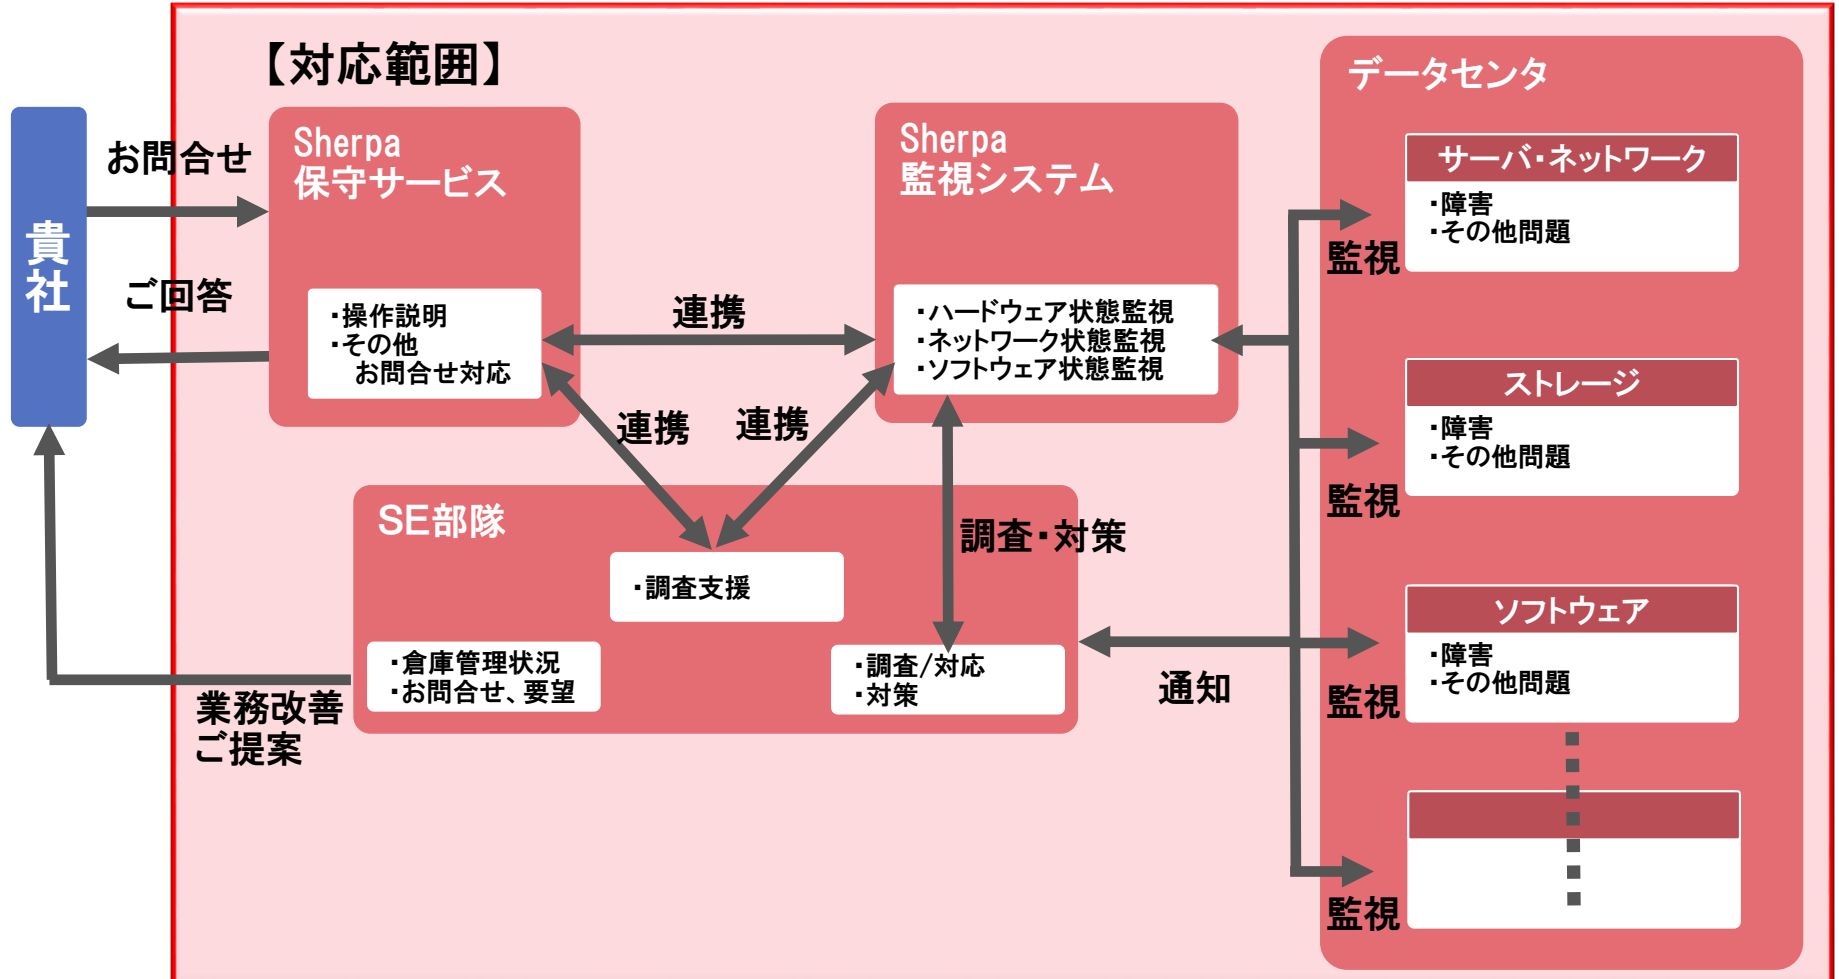 【対応範囲】
貴社
お問合せ
ご回答
Sherpa
保守サービス
・操作説明
・その他
お問合せ対応
連携
Sherpa
監視システム
・ハードウェア状態監視
・ネットワーク状態監視
・ソフトウェア状態監視
連携
連携
SE部隊
・調査支援
・倉庫管理状況
・お問合せ、要望
・調査/対応
・対策
調査・対策
業務改善
ご提案
通知
データセンタ
サーバ・ネットワーク
・障害
・その他問題
監視
ストレージ
・障害
・その他問題
監視
ソフトウェア
・障害
・その他問題
監視
監視